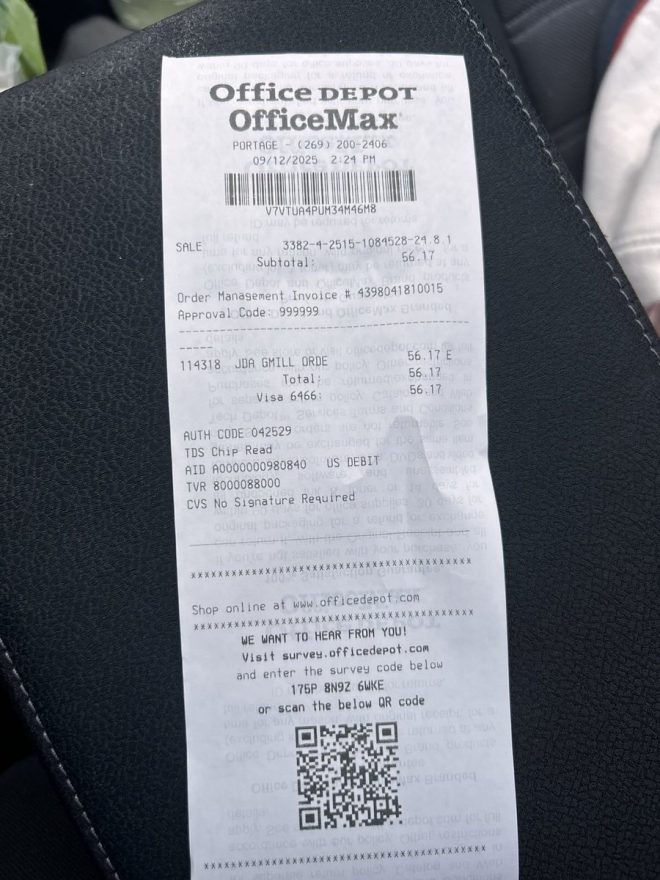 Office DEPOT
OfficeMax
PORTAGE - (269) 200-2406
09/12/2025 2:24 PM
V7VTUA4PUM34M46M8
SALE 3382-4-2515-1084528-24.8.1
Subtotal: 56.17
Order Management Invoice # 4398041810015
Approval Code: 999999
114318 JDA GMILL ORDE 56.17 E
Total: 56.17
Visa 6466: 56.17
AUTH CODE 042529
TDS Chip Read
AID A0000000980840 US DEBIT
TVR 8000088000
CVS No Signature Required
Shop online at www.officedepot.com
WE WANT TO HEAR FROM YOU!
Visit survey.officedepot.com
and enter the survey code below
175P 8N9Z 6WKE
or scan the below QR code